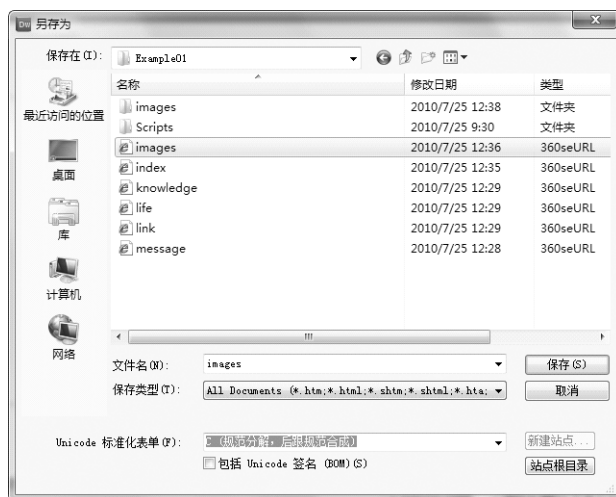 Dw 另存为
保存在(I): Example01
名称 修改日期 类型
images 2010/7/25 12:38 文件夹
Scripts 2010/7/25 9:30 文件夹
images 2010/7/25 12:36 360seURL
index 2010/7/25 12:35 360seURL
knowledge 2010/7/25 12:29 360seURL
life 2010/7/25 12:29 360seURL
link 2010/7/25 12:29 360seURL
message 2010/7/25 12:28 360seURL
最近访问的位置
桌面
库
计算机
网络
文件名(N): images 保存(S)
保存类型(T): All Documents (*.htm;*.html;*.shtm;*.shtml;*.hta; 取消
Unicode 标准化表单(F): C (规范分解，后跟规范合成) 新建站点...
包括 Unicode 签名 (BOM)(S) 站点根目录